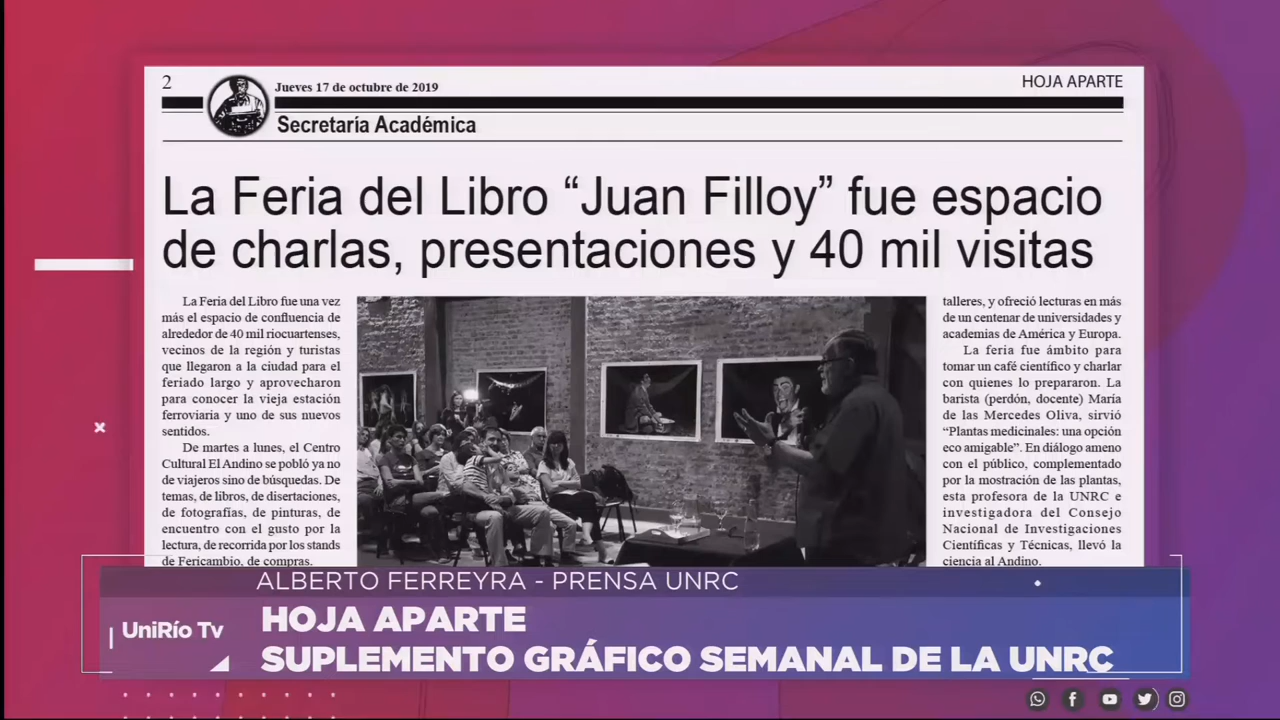 2
Jueves 17 de octubre de 2019
HOJA APARTE
Secretaría Académica
La Feria del Libro “Juan Filloy” fue espacio
de charlas, presentaciones y 40 mil visitas
La Feria del Libro fue una vez
más el espacio de confluencia de
alrededor de 40 mil riocuartenses,
vecinos de la región y turistas
que llegaron a la ciudad para el
feriado largo y aprovecharon
para conocer la vieja estación
ferroviaria y uno de sus nuevos
sentidos.
De martes a lunes, el Centro
Cultural El Andino se pobló ya no
de viajeros sino de búsquedas. De
temas, de libros, de disertaciones,
de fotografías, de pinturas, de
encuentro con el gusto por la
lectura, de recorrida por los stands
de Fericambio, de compras.
talleres, y ofreció lecturas en más
de un centenar de universidades y
academias de América y Europa.
La feria fue ámbito para
tomar un café científico y charlar
con quienes lo prepararon. La
barista (perdón, docente) María
de las Mercedes Oliva, sirvió
“Plantas medicinales: una opción
eco amigable”. En diálogo ameno
con el público, complementado
por la mostración de las plantas,
esta profesora de la UNRC e
investigadora del Consejo
Nacional de Investigaciones
Científicas y Técnicas, llevó la
ciencia al Andino.
ALBERTO FERREYRA - PRENSA UNRC
UniRío Tv
HOJA APARTE
SUPLEMENTO GRÁFICO SEMANAL DE LA UNRC